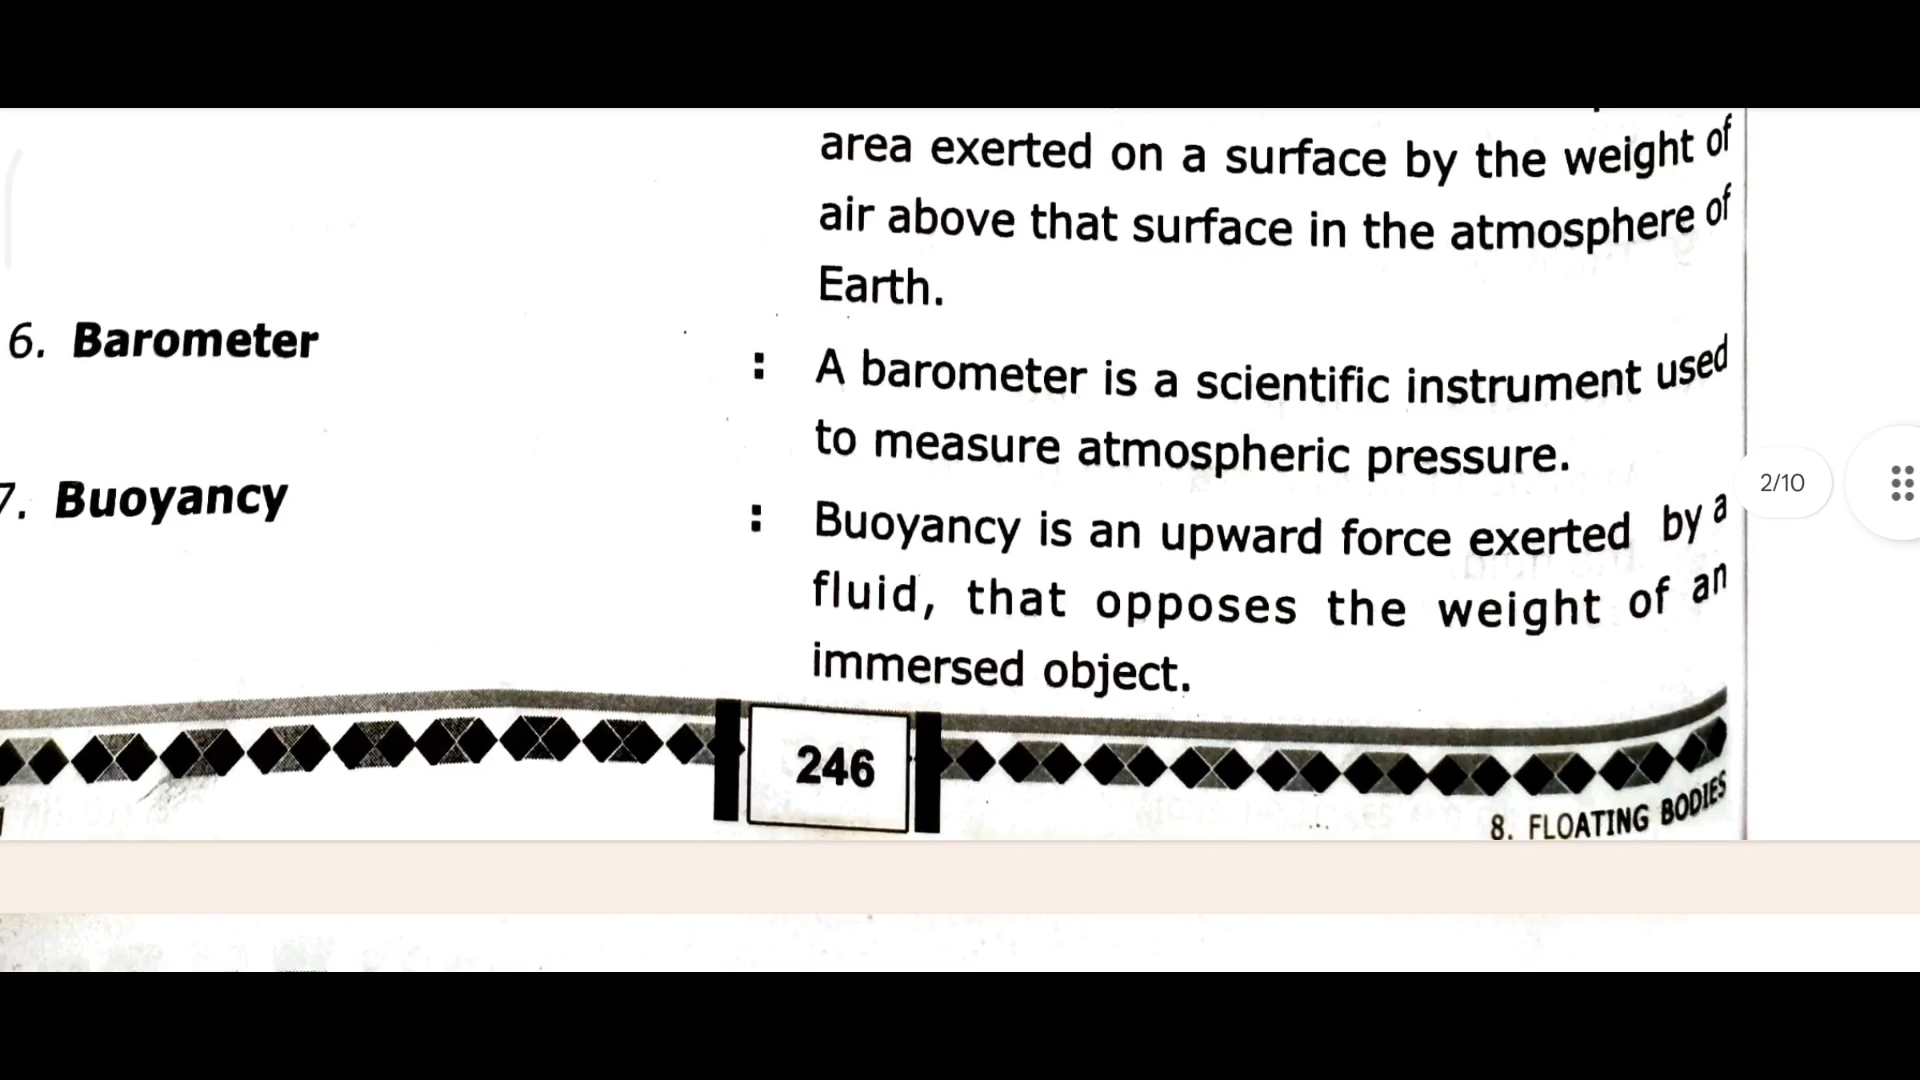 area exerted on a surface by the weight of
air above that surface in the atmosphere of
Earth.
6. Barometer : A barometer is a scientific instrument used
to measure atmospheric pressure.
7. Buoyancy : Buoyancy is an upward force exerted by a
fluid, that opposes the weight of an
immersed object.
2/10
246
8. FLOATING BODIES